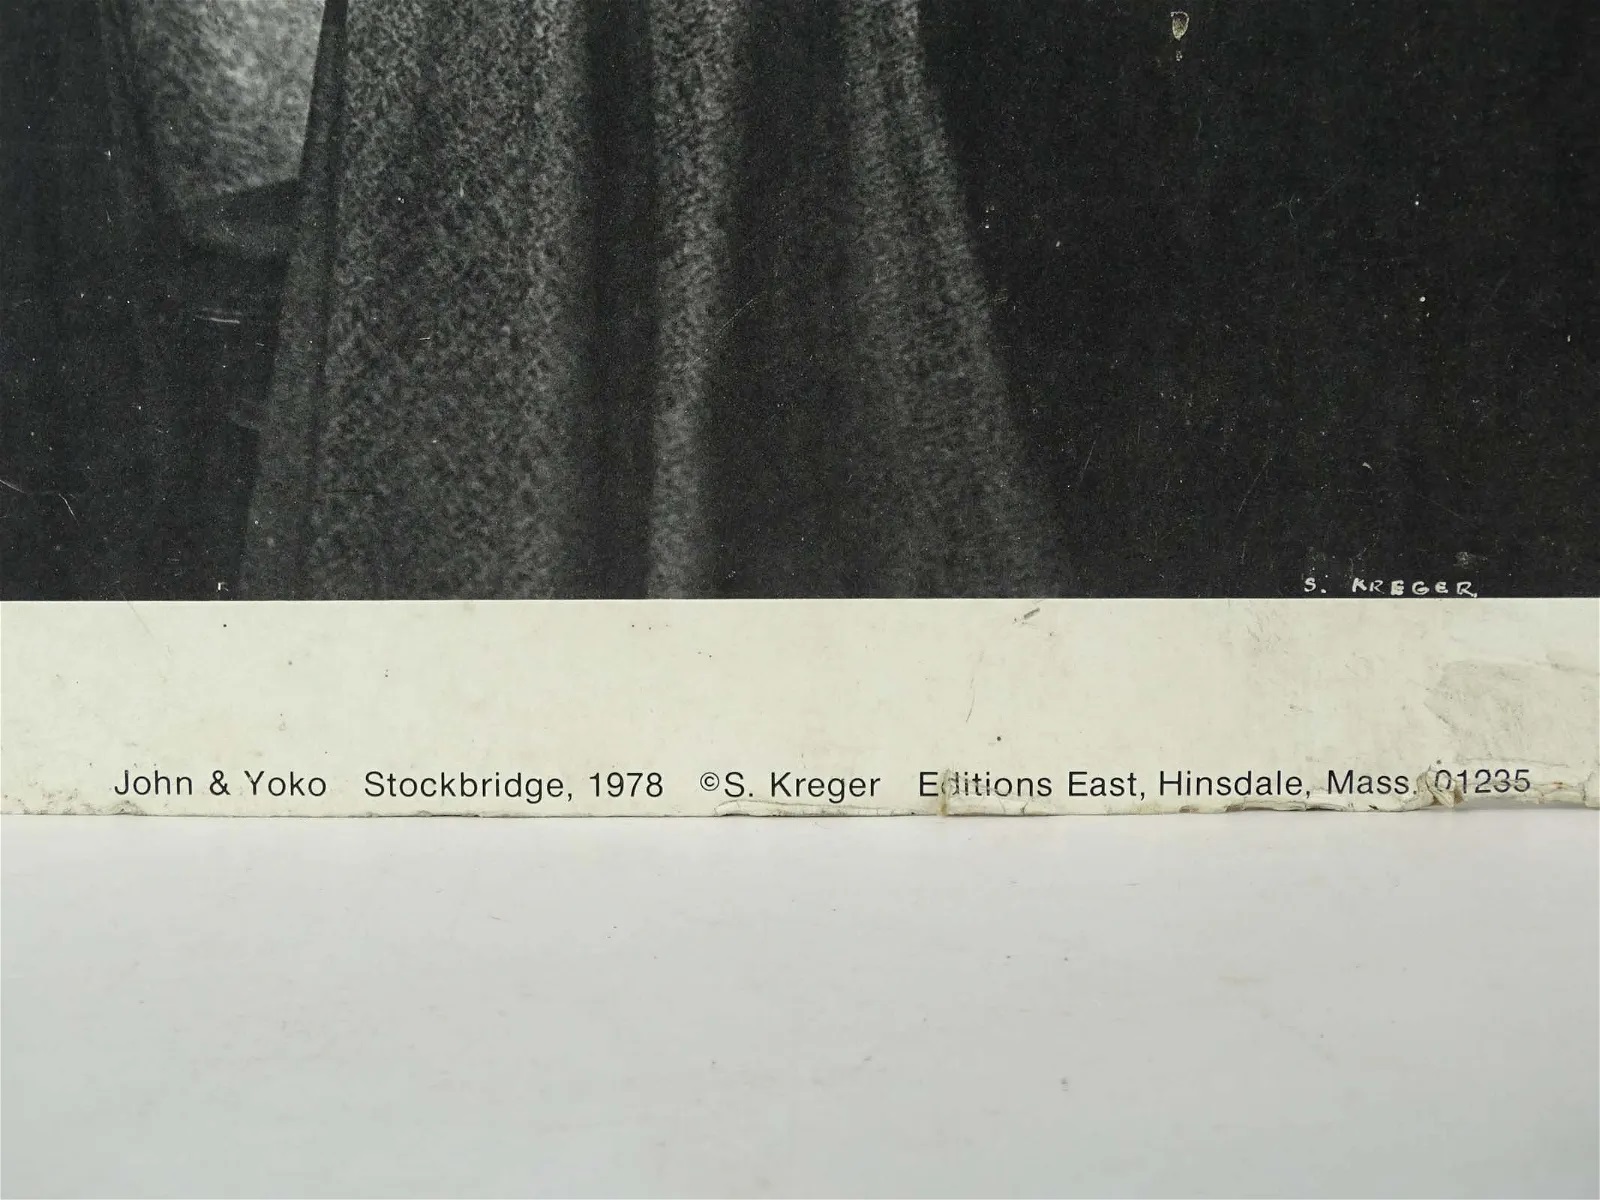 S. KREGER
John & Yoko Stockbridge, 1978 ©S. Kreger Editions East, Hinsdale, Mass. 01235